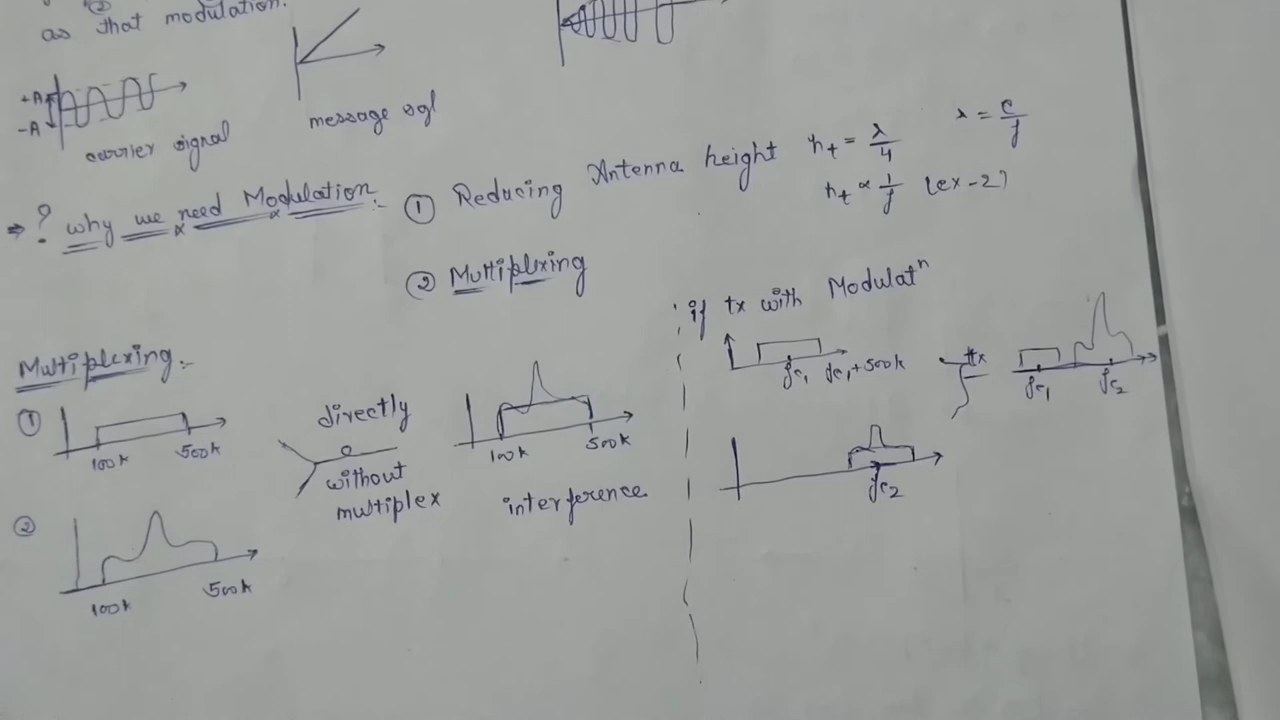 as that modulation.
+A
-A
carrier signal
message sgl
⇒ ? why we need Modulation :-
① Reducing Antenna height ht = λ/4 λ = c/f
ht ∝ 1/f (ex-2)
② Multiplexing
Multiplexing :-
① 100k 500k
directly
without
multiplex
100k 500k
interference
② 100k 500k
if tx with Modulatⁿ
fc1 fc1+500k
tx
fc1 fc2
fc2